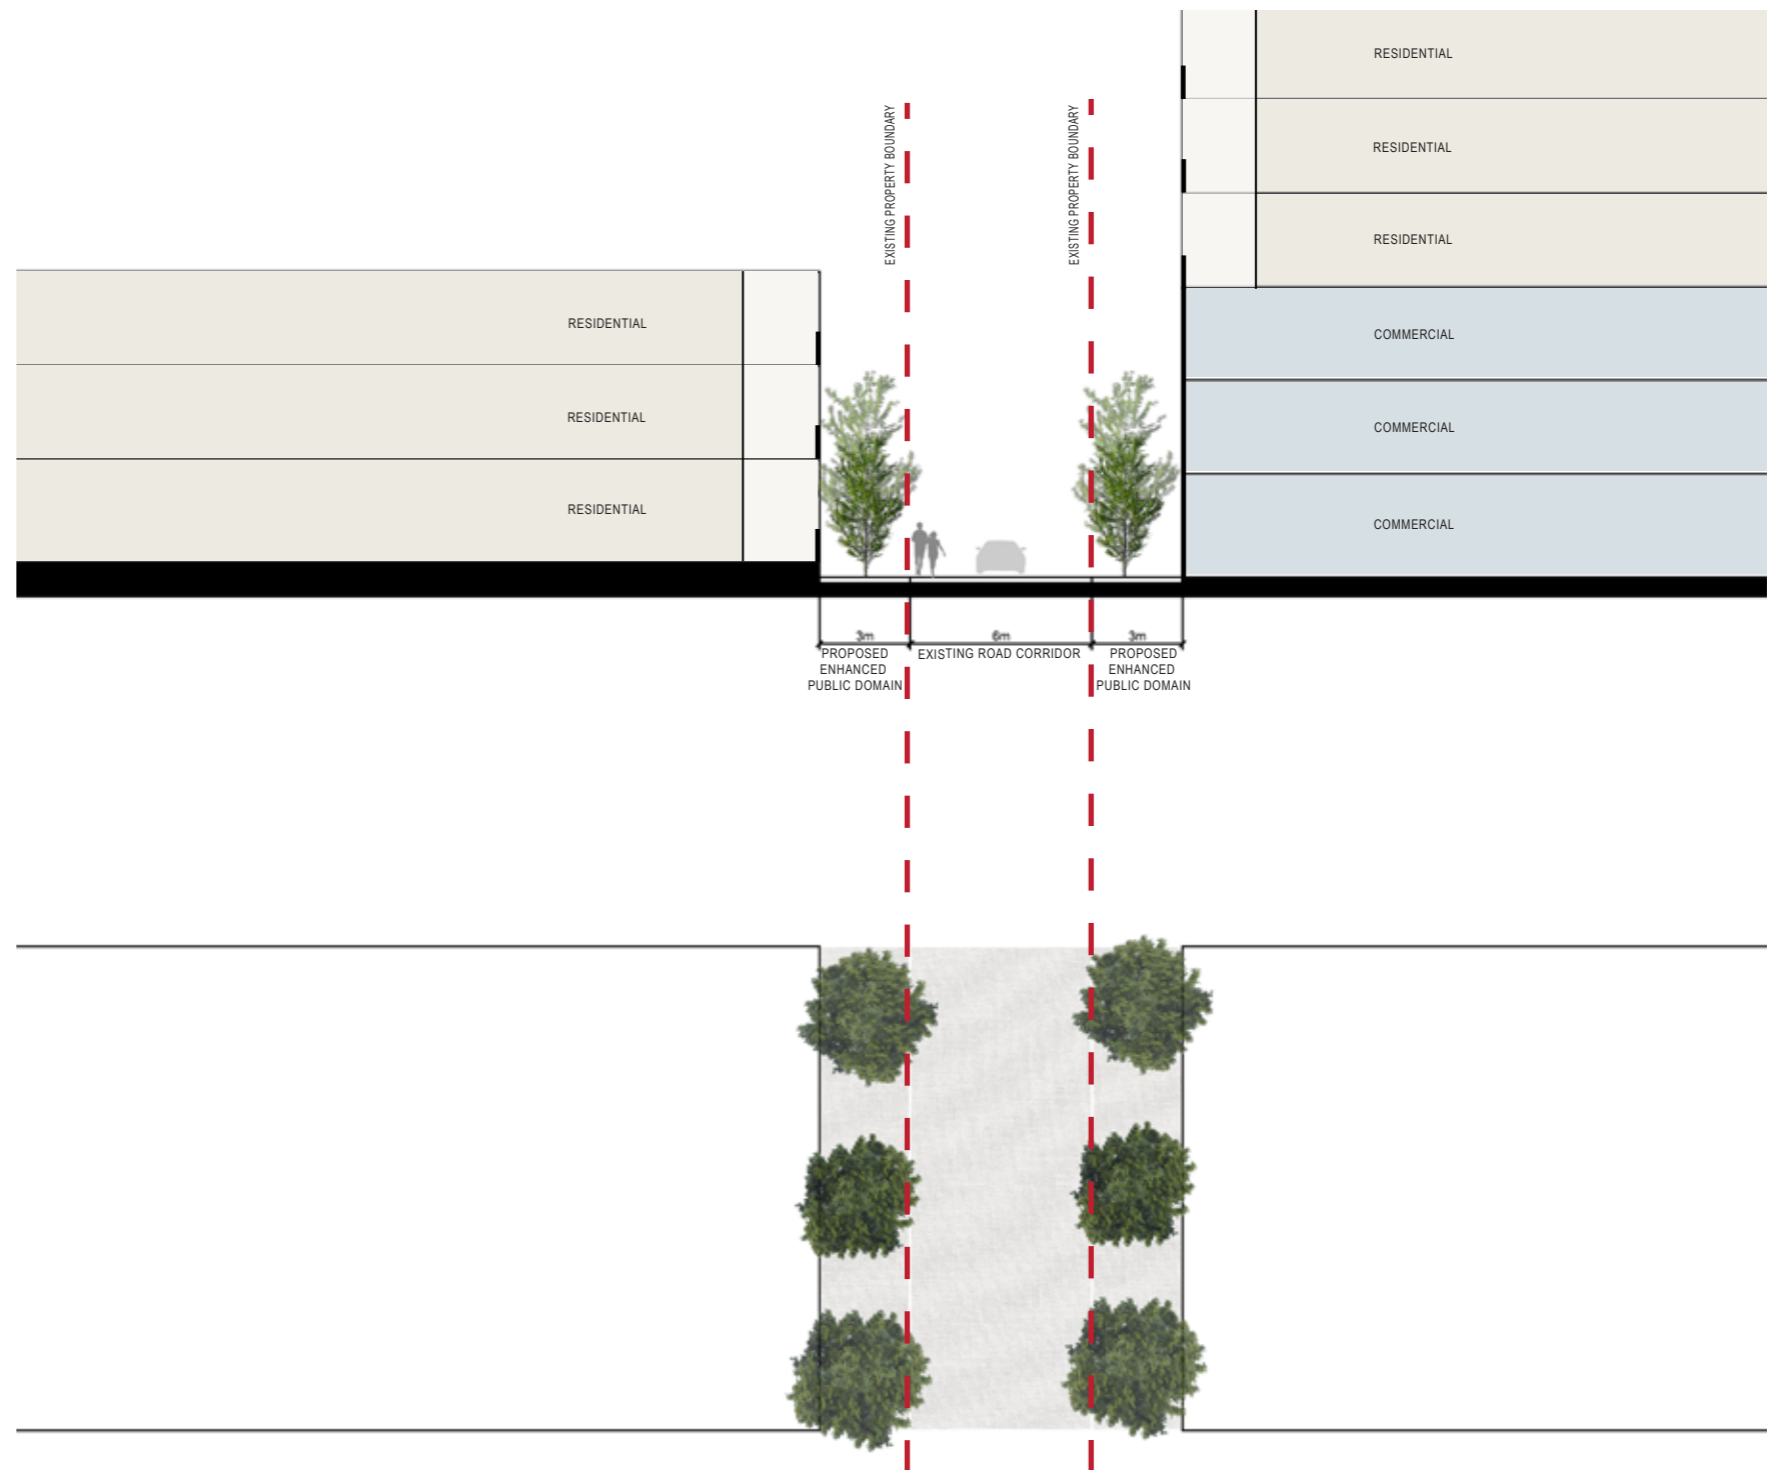 RESIDENTIAL
RESIDENTIAL
RESIDENTIAL
EXISTING PROPERTY BOUNDARY
EXISTING PROPERTY BOUNDARY
RESIDENTIAL
RESIDENTIAL
RESIDENTIAL
COMMERCIAL
COMMERCIAL
COMMERCIAL
3m
PROPOSED
ENHANCED
PUBLIC DOMAIN
6m
EXISTING ROAD CORRIDOR
3m
PROPOSED
ENHANCED
PUBLIC DOMAIN